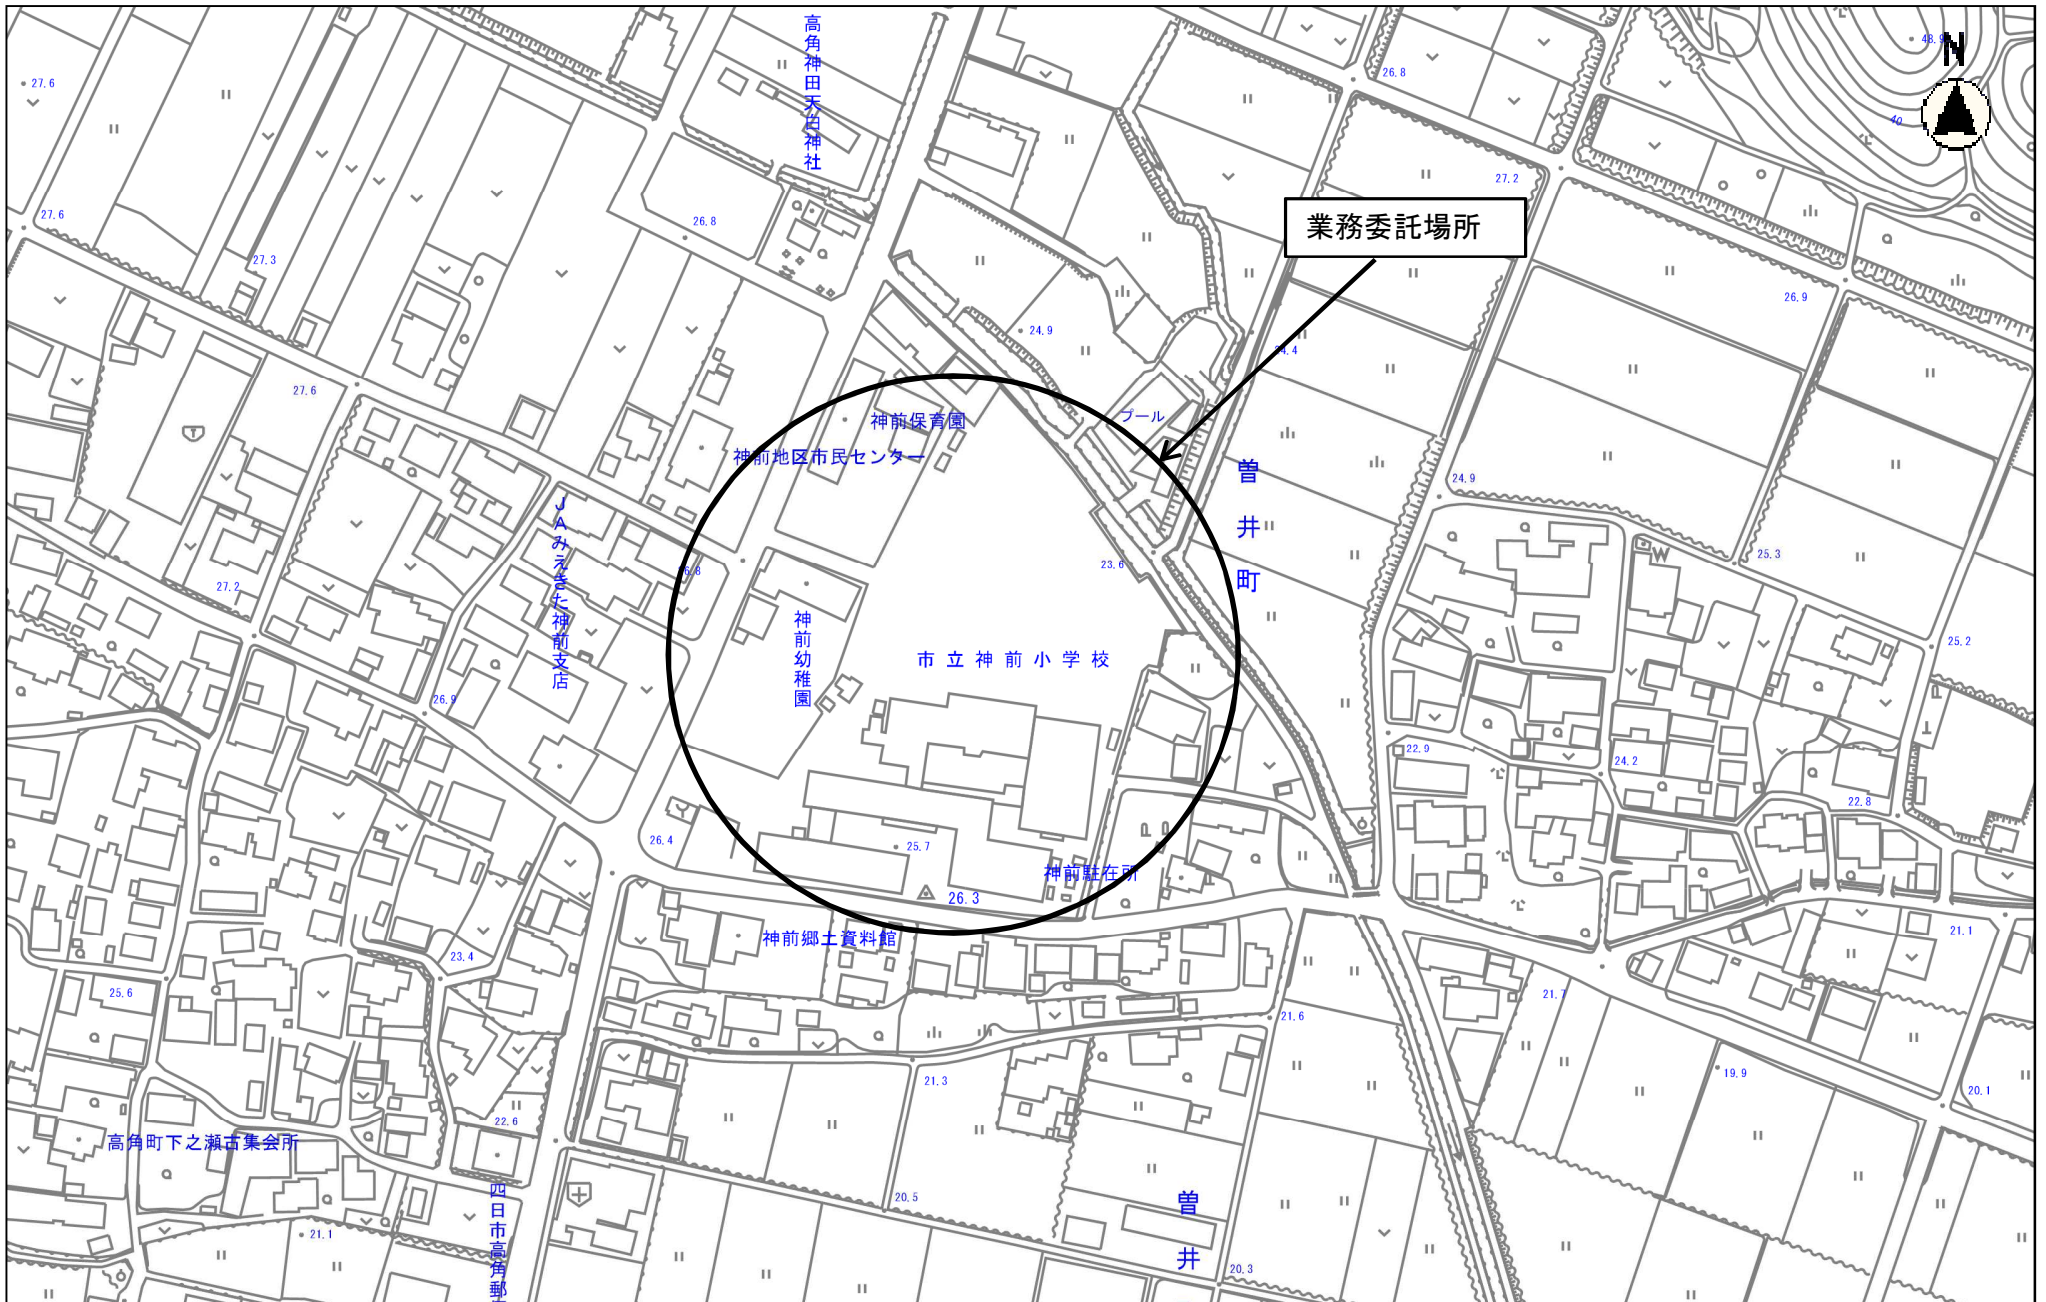 高角神田天白神社
48.9
N
27.6
26.8
40
27.2
業務委託場所
27.6
26.8
27.3
26.9
24.9
24.4
27.6
プール
神前保育園
神前地区市民センター
曽井町
24.9
JAみえきた神前支店
25.3
23.6
26.8
27.2
神前幼稚園
25.2
市立神前小学校
26.9
22.9
24.2
22.8
26.4
25.7
神前駐在所
26.3
神前郷土資料館
21.1
23.4
25.6
21.7
21.6
21.3
19.9
20.1
22.6
高角町下之瀬古集会所
20.5
四日市高角郵
曽井
21.1
20.3